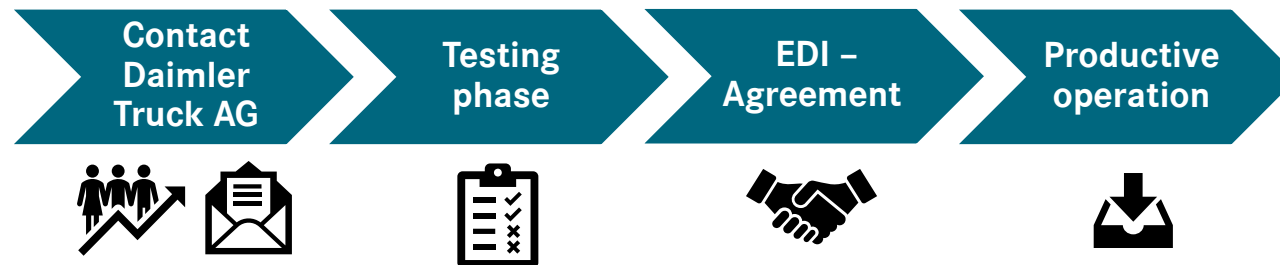 Contact
Daimler
Truck AG
Testing
phase
EDI –
Agreement
Productive
operation